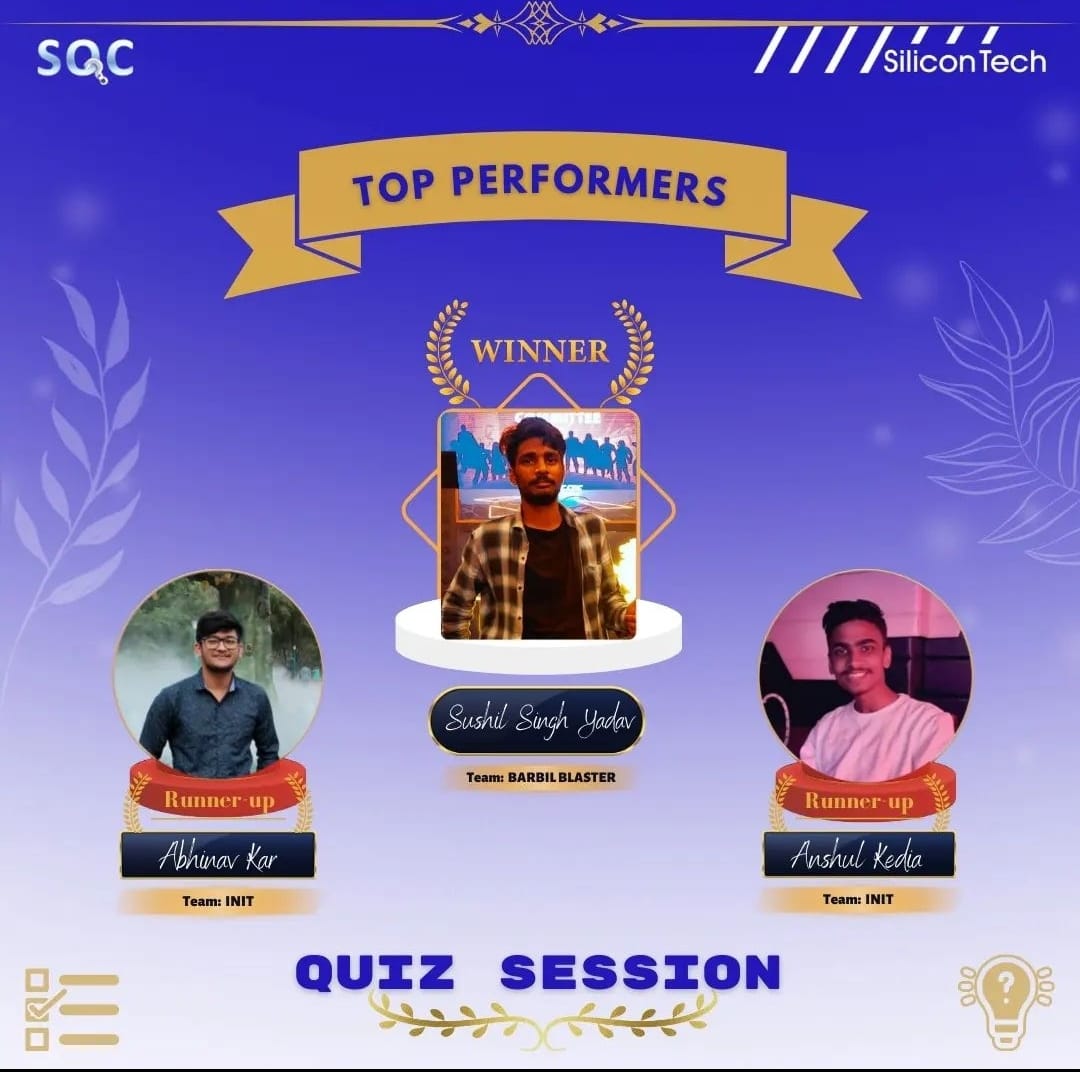 SQC
SiliconTech
TOP PERFORMERS
WINNER
Sushil Singh Yadav
Team: BARBIL BLASTER
Runner-up
Abhinav Kar
Team: INIT
Runner-up
Anshul Kedia
Team: INIT
QUIZ SESSION
?